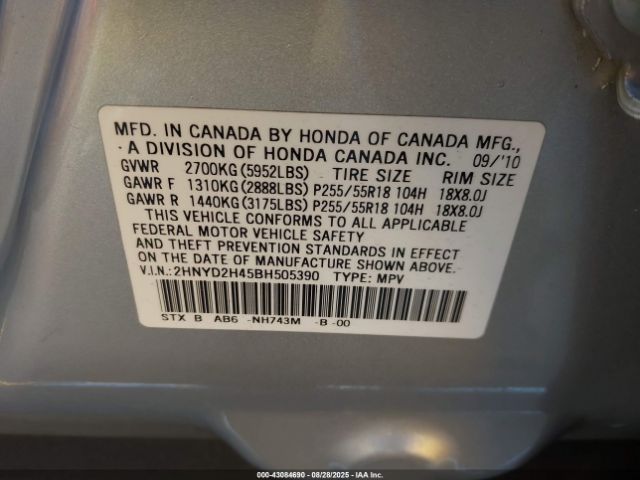 MFD. IN CANADA BY HONDA OF CANADA MFG.,
A DIVISION OF HONDA CANADA INC. 09/'10
GVWR 2700KG(5952LBS) TIRE SIZE RIM SIZE
GAWR F 1310KG(2888LBS) P255/55R18 104H 18X8.0J
GAWR R 1440KG(3175LBS) P255/55R18 104H 18X8.0J
THIS VEHICLE CONFORMS TO ALL APPLICABLE
FEDERAL MOTOR VEHICLE SAFETY
AND THEFT PREVENTION STANDARDS IN EFFECT
ON THE DATE OF MANUFACTURE SHOWN ABOVE.
V.I.N.:2HNYD2H45BH505390 TYPE: MPV
STX B AB6 -NH743M -B-00
000-43084690 - 08/28/2025 - IAA Inc.